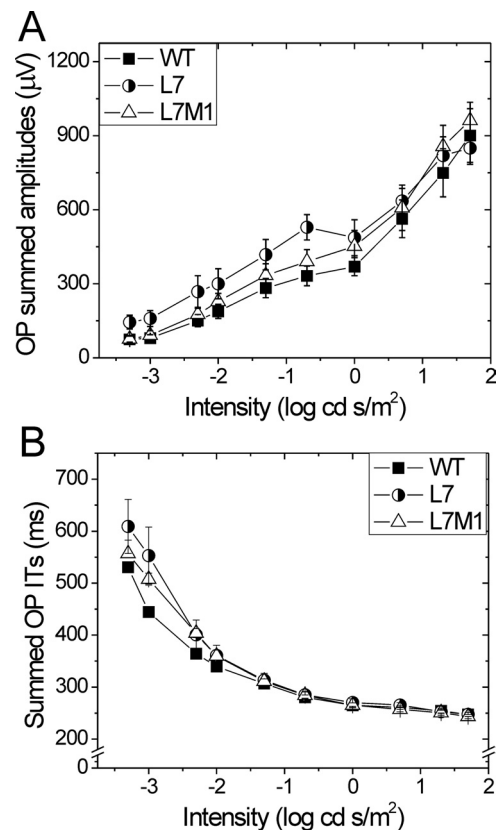 A
OP summed amplitudes (μV)
1200
900
600
300
0
WT
L7
L7M1
-3 -2 -1 0 1 2
Intensity (log cd s/m²)
B
Summed OP ITs (ms)
700
600
500
400
300
200
0
WT
L7
L7M1
-3 -2 -1 0 1 2
Intensity (log cd s/m²)